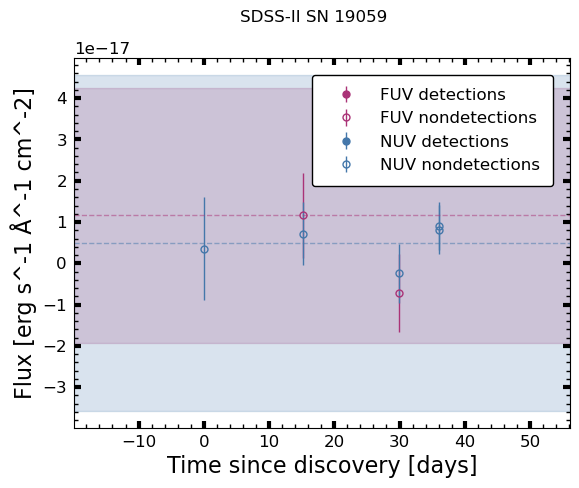 SDSS-II SN 19059
1e−17
FUV detections
FUV nondetections
NUV detections
NUV nondetections
4
3
2
1
0
−1
−2
−3
Flux [erg s^-1 Å^-1 cm^-2]
−10 0 10 20 30 40 50
Time since discovery [days]